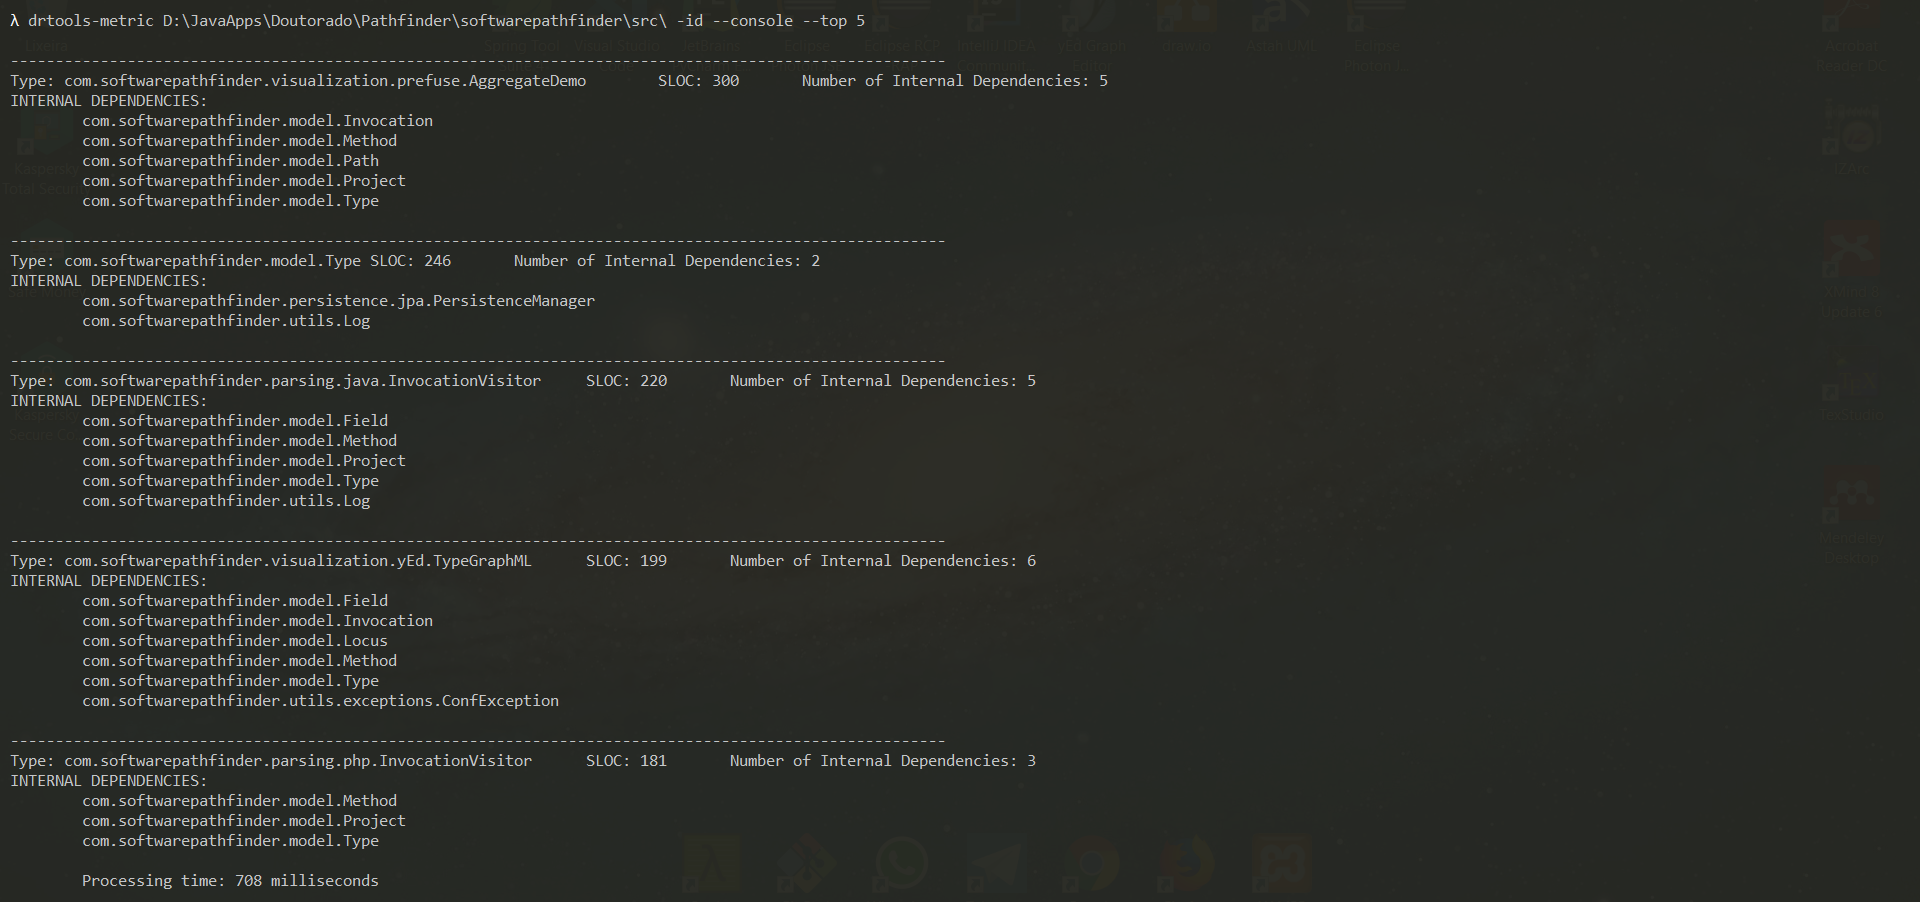 λ drtools-metric D:\JavaApps\Doutorado\Pathfinder\softwarepathfinder\src\ -id --console --top 5
--------------------------------------------------------------------------------------------------------
Type: com.softwarepathfinder.visualization.prefuse.AggregateDemo        SLOC: 300       Number of Internal Dependencies: 5
INTERNAL DEPENDENCIES:
        com.softwarepathfinder.model.Invocation
        com.softwarepathfinder.model.Method
        com.softwarepathfinder.model.Path
        com.softwarepathfinder.model.Project
        com.softwarepathfinder.model.Type
--------------------------------------------------------------------------------------------------------
Type: com.softwarepathfinder.model.Type SLOC: 246       Number of Internal Dependencies: 2
INTERNAL DEPENDENCIES:
        com.softwarepathfinder.persistence.jpa.PersistenceManager
        com.softwarepathfinder.utils.Log
--------------------------------------------------------------------------------------------------------
Type: com.softwarepathfinder.parsing.java.InvocationVisitor     SLOC: 220       Number of Internal Dependencies: 5
INTERNAL DEPENDENCIES:
        com.softwarepathfinder.model.Field
        com.softwarepathfinder.model.Method
        com.softwarepathfinder.model.Project
        com.softwarepathfinder.model.Type
        com.softwarepathfinder.utils.Log
--------------------------------------------------------------------------------------------------------
Type: com.softwarepathfinder.visualization.yEd.TypeGraphML      SLOC: 199       Number of Internal Dependencies: 6
INTERNAL DEPENDENCIES:
        com.softwarepathfinder.model.Field
        com.softwarepathfinder.model.Invocation
        com.softwarepathfinder.model.Locus
        com.softwarepathfinder.model.Method
        com.softwarepathfinder.model.Type
        com.softwarepathfinder.utils.exceptions.ConfException
--------------------------------------------------------------------------------------------------------
Type: com.softwarepathfinder.parsing.php.InvocationVisitor      SLOC: 181       Number of Internal Dependencies: 3
INTERNAL DEPENDENCIES:
        com.softwarepathfinder.model.Method
        com.softwarepathfinder.model.Project
        com.softwarepathfinder.model.Type
        Processing time: 708 milliseconds